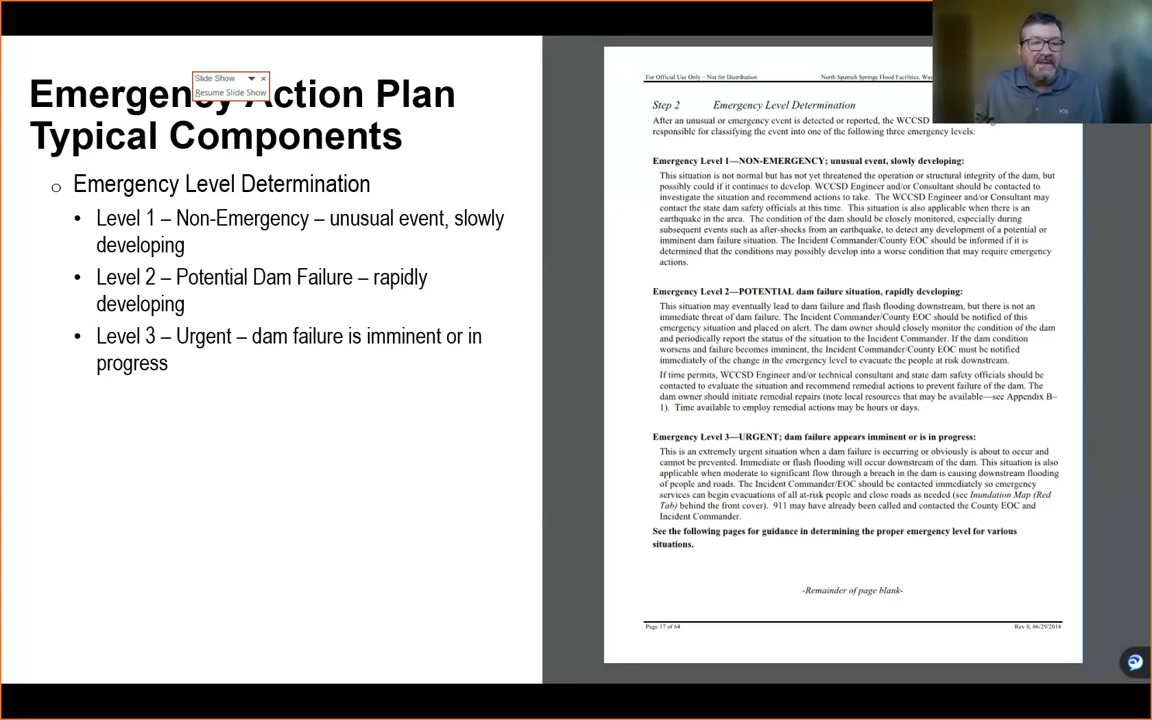 Slide Show
Resume Slide Show
Emergency Action Plan
Typical Components
Emergency Level Determination
• Level 1 – Non-Emergency – unusual event, slowly
developing
• Level 2 – Potential Dam Failure – rapidly
developing
• Level 3 – Urgent – dam failure is imminent or in
progress
For Official Use Only – Not for Distribution North Spanish Springs Flood Facilities,
Step 2 Emergency Level Determination
After an unusual or emergency event is detected or reported, the WCCSD
responsible for classifying the event into one of the following three emergency levels:
Emergency Level 1—NON-EMERGENCY; unusual event, slowly developing:
This situation is not normal but has not yet threatened the operation or structural integrity of the dam, but
possibly could if it continues to develop. WCCSD Engineer and/or Consultant should be contacted to
investigate the situation and recommend actions to take. The WCCSD Engineer and/or Consultant may
contact the state dam safety officials at this time. This situation is also applicable when there is an
earthquake in the area. The condition of the dam should be closely monitored, especially during
subsequent events such as after-shocks from an earthquake, to detect any development of a potential or
imminent dam failure situation. The Incident Commander/County EOC should be informed if it is
determined that the conditions may possibly develop into a worse condition that may require emergency
actions.
Emergency Level 2—POTENTIAL dam failure situation, rapidly developing:
This situation may eventually lead to dam failure and flash flooding downstream, but there is not an
immediate threat of dam failure. The Incident Commander/County EOC should be notified of this
emergency situation and placed on alert. The dam owner should closely monitor the condition of the dam
and periodically report the status of the situation to the Incident Commander. If the dam condition
worsens and failure becomes imminent, the Incident Commander/County EOC must be notified
immediately of the change in the emergency level to evacuate the people at risk downstream.
If time permits, WCCSD Engineer and/or technical consultant and state dam safety officials should be
contacted to evaluate the situation and recommend remedial actions to prevent failure of the dam. The
dam owner should initiate remedial repairs (note local resources that may be available—see Appendix B–
1). Time available to employ remedial actions may be hours or days.
Emergency Level 3—URGENT; dam failure appears imminent or is in progress:
This is an extremely urgent situation when a dam failure is occurring or obviously is about to occur and
cannot be prevented. Immediate or flash flooding will occur downstream of the dam. This situation is also
applicable when moderate to significant flow through a breach in the dam is causing downstream flooding
of people and roads. The Incident Commander/EOC should be contacted immediately so emergency
services can begin evacuations of all at-risk people and close roads as needed (see Inundation Map (Red
Tab) behind the front cover). 911 may have already been called and contacted the County EOC and
Incident Commander.
See the following pages for guidance in determining the proper emergency level for various
situations.
-Remainder of page blank-
Page 17 of 64 Rev 0, 06/29/2018